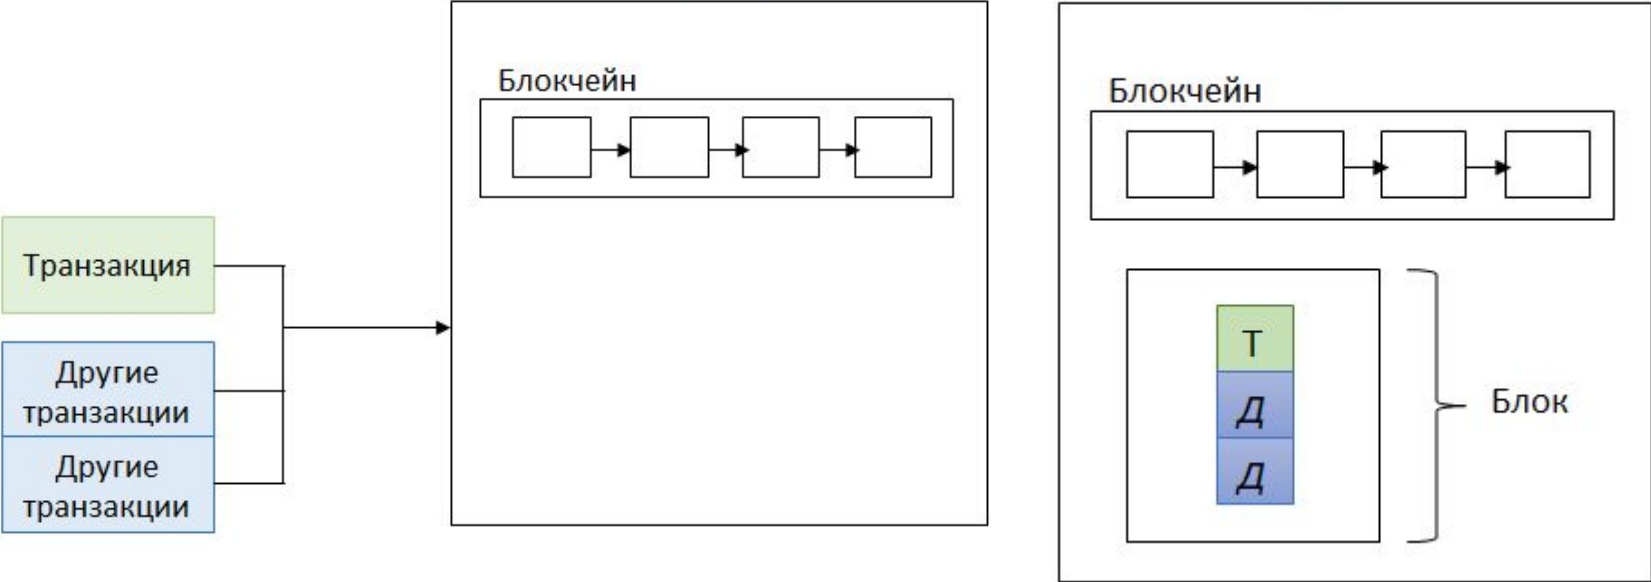 Блокчейн
Транзакция
Другие
транзакции
Другие
транзакции
Блокчейн
Т
Д
Д
Блок